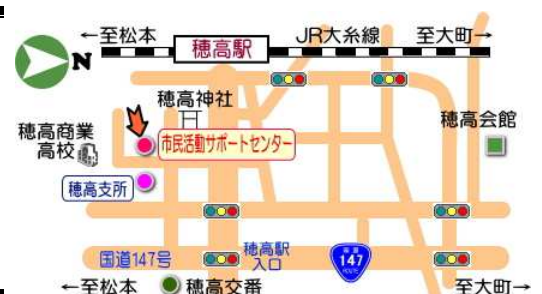 ←至松本
穂高駅
JR大糸線
至大町→
N
穂高神社
穂高商業
高校
市民活動サポートセンター
穂高会館
穂高支所
国道147号
穂高駅
入口
国道
147
ROUTE
←至松本
穂高交番
至大町→